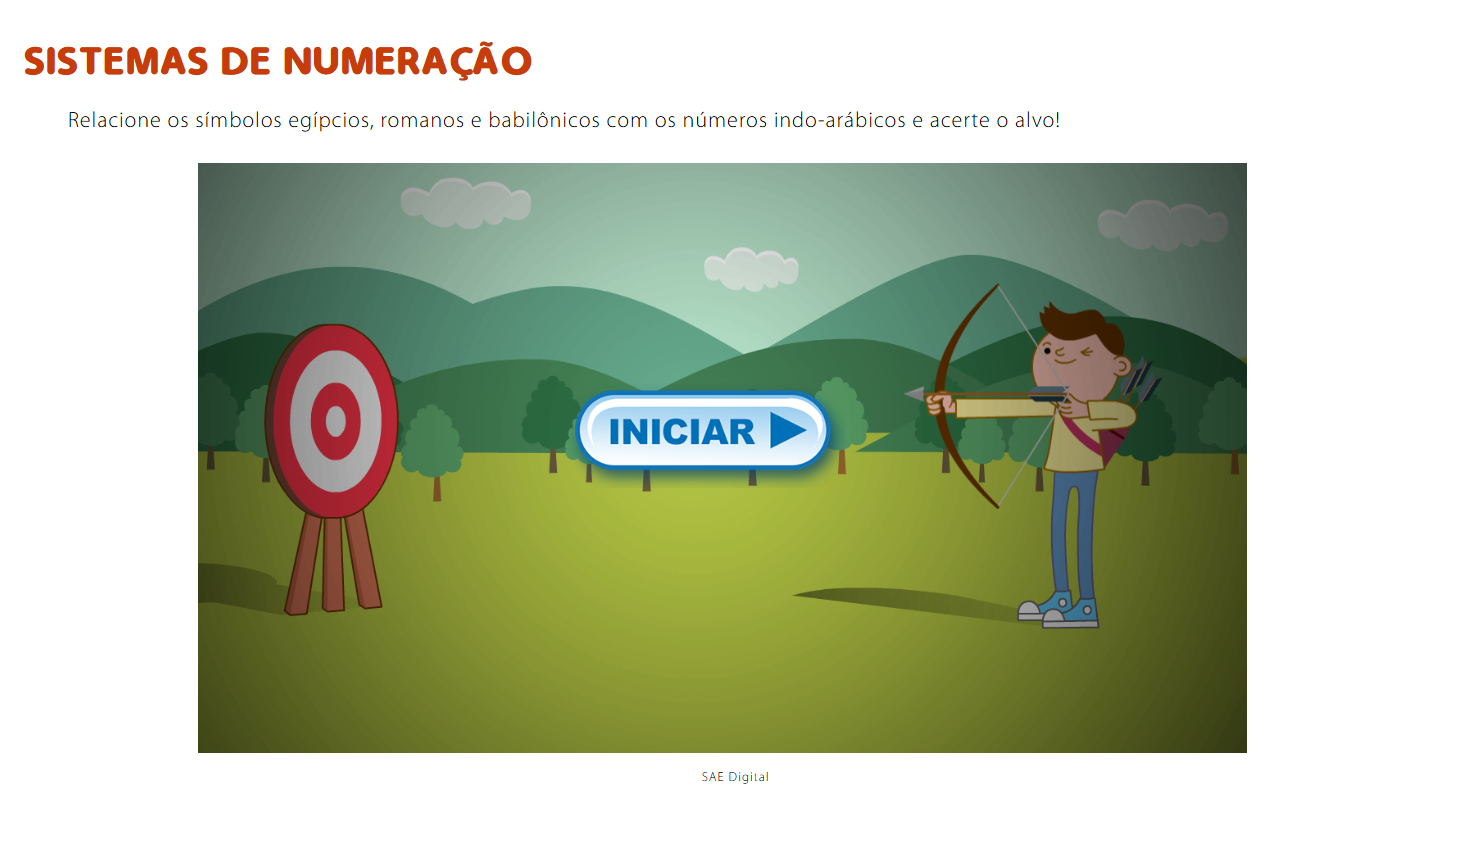 SISTEMAS DE NUMERAÇÃO
Relacione os símbolos egípcios, romanos e babilônicos com os números indo-arábicos e acerte o alvo!
INICIAR
SAE Digital